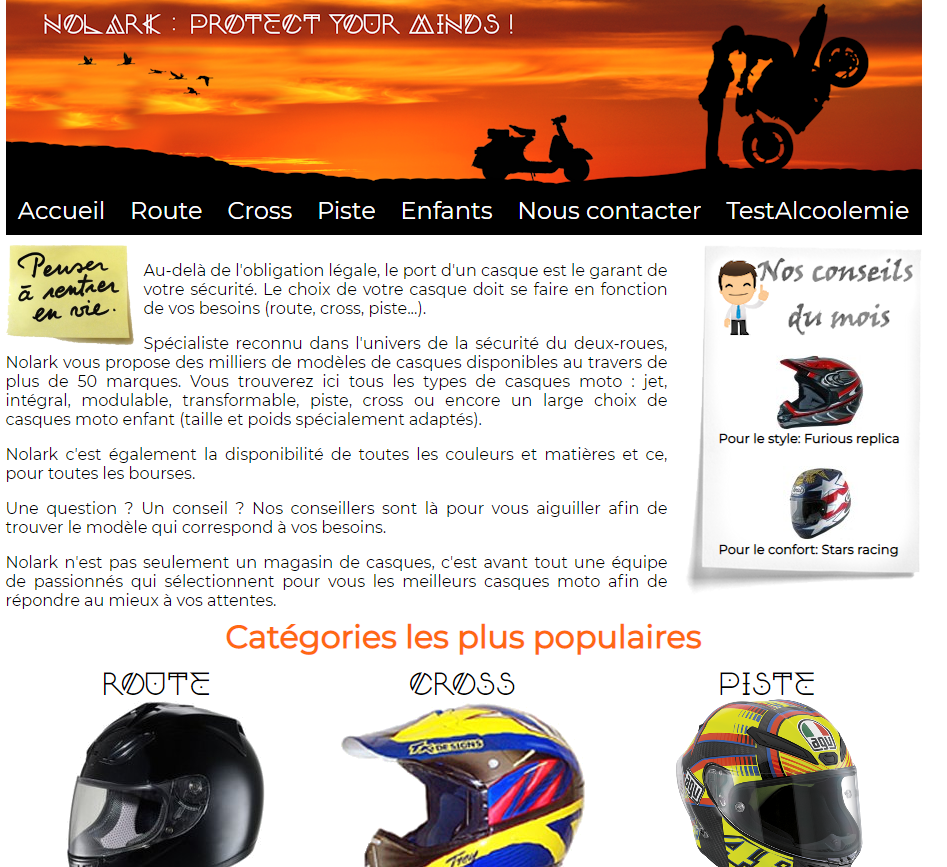 NOLARK : PROTECT YOUR MINDS !
Accueil Route Cross Piste Enfants Nous contacter TestAlcoolemie
Penser
à rentrer
en vie.
Au-delà de l'obligation légale, le port d'un casque est le garant de
votre sécurité. Le choix de votre casque doit se faire en fonction
de vos besoins (route, cross, piste...).
Spécialiste reconnu dans l'univers de la sécurité du deux-roues,
Nolark vous propose des milliers de modèles de casques disponibles au travers de
plus de 50 marques. Vous trouverez ici tous les types de casques moto : jet,
intégral, modulable, transformable, piste, cross ou encore un large choix de
casques moto enfant (taille et poids spécialement adaptés).
Nolark c'est également la disponibilité de toutes les couleurs et matières et ce,
pour toutes les bourses.
Une question ? Un conseil ? Nos conseillers sont là pour vous aiguiller afin de
trouver le modèle qui correspond à vos besoins.
Nolark n'est pas seulement un magasin de casques, c'est avant tout une équipe
de passionnés qui sélectionnent pour vous les meilleurs casques moto afin de
répondre au mieux à vos attentes.
Nos conseils
du mois
Pour le style: Furious replica
Pour le confort: Stars racing
Catégories les plus populaires
ROUTE
CROSS
PISTE
DESIGNS
Troy
agv
agv